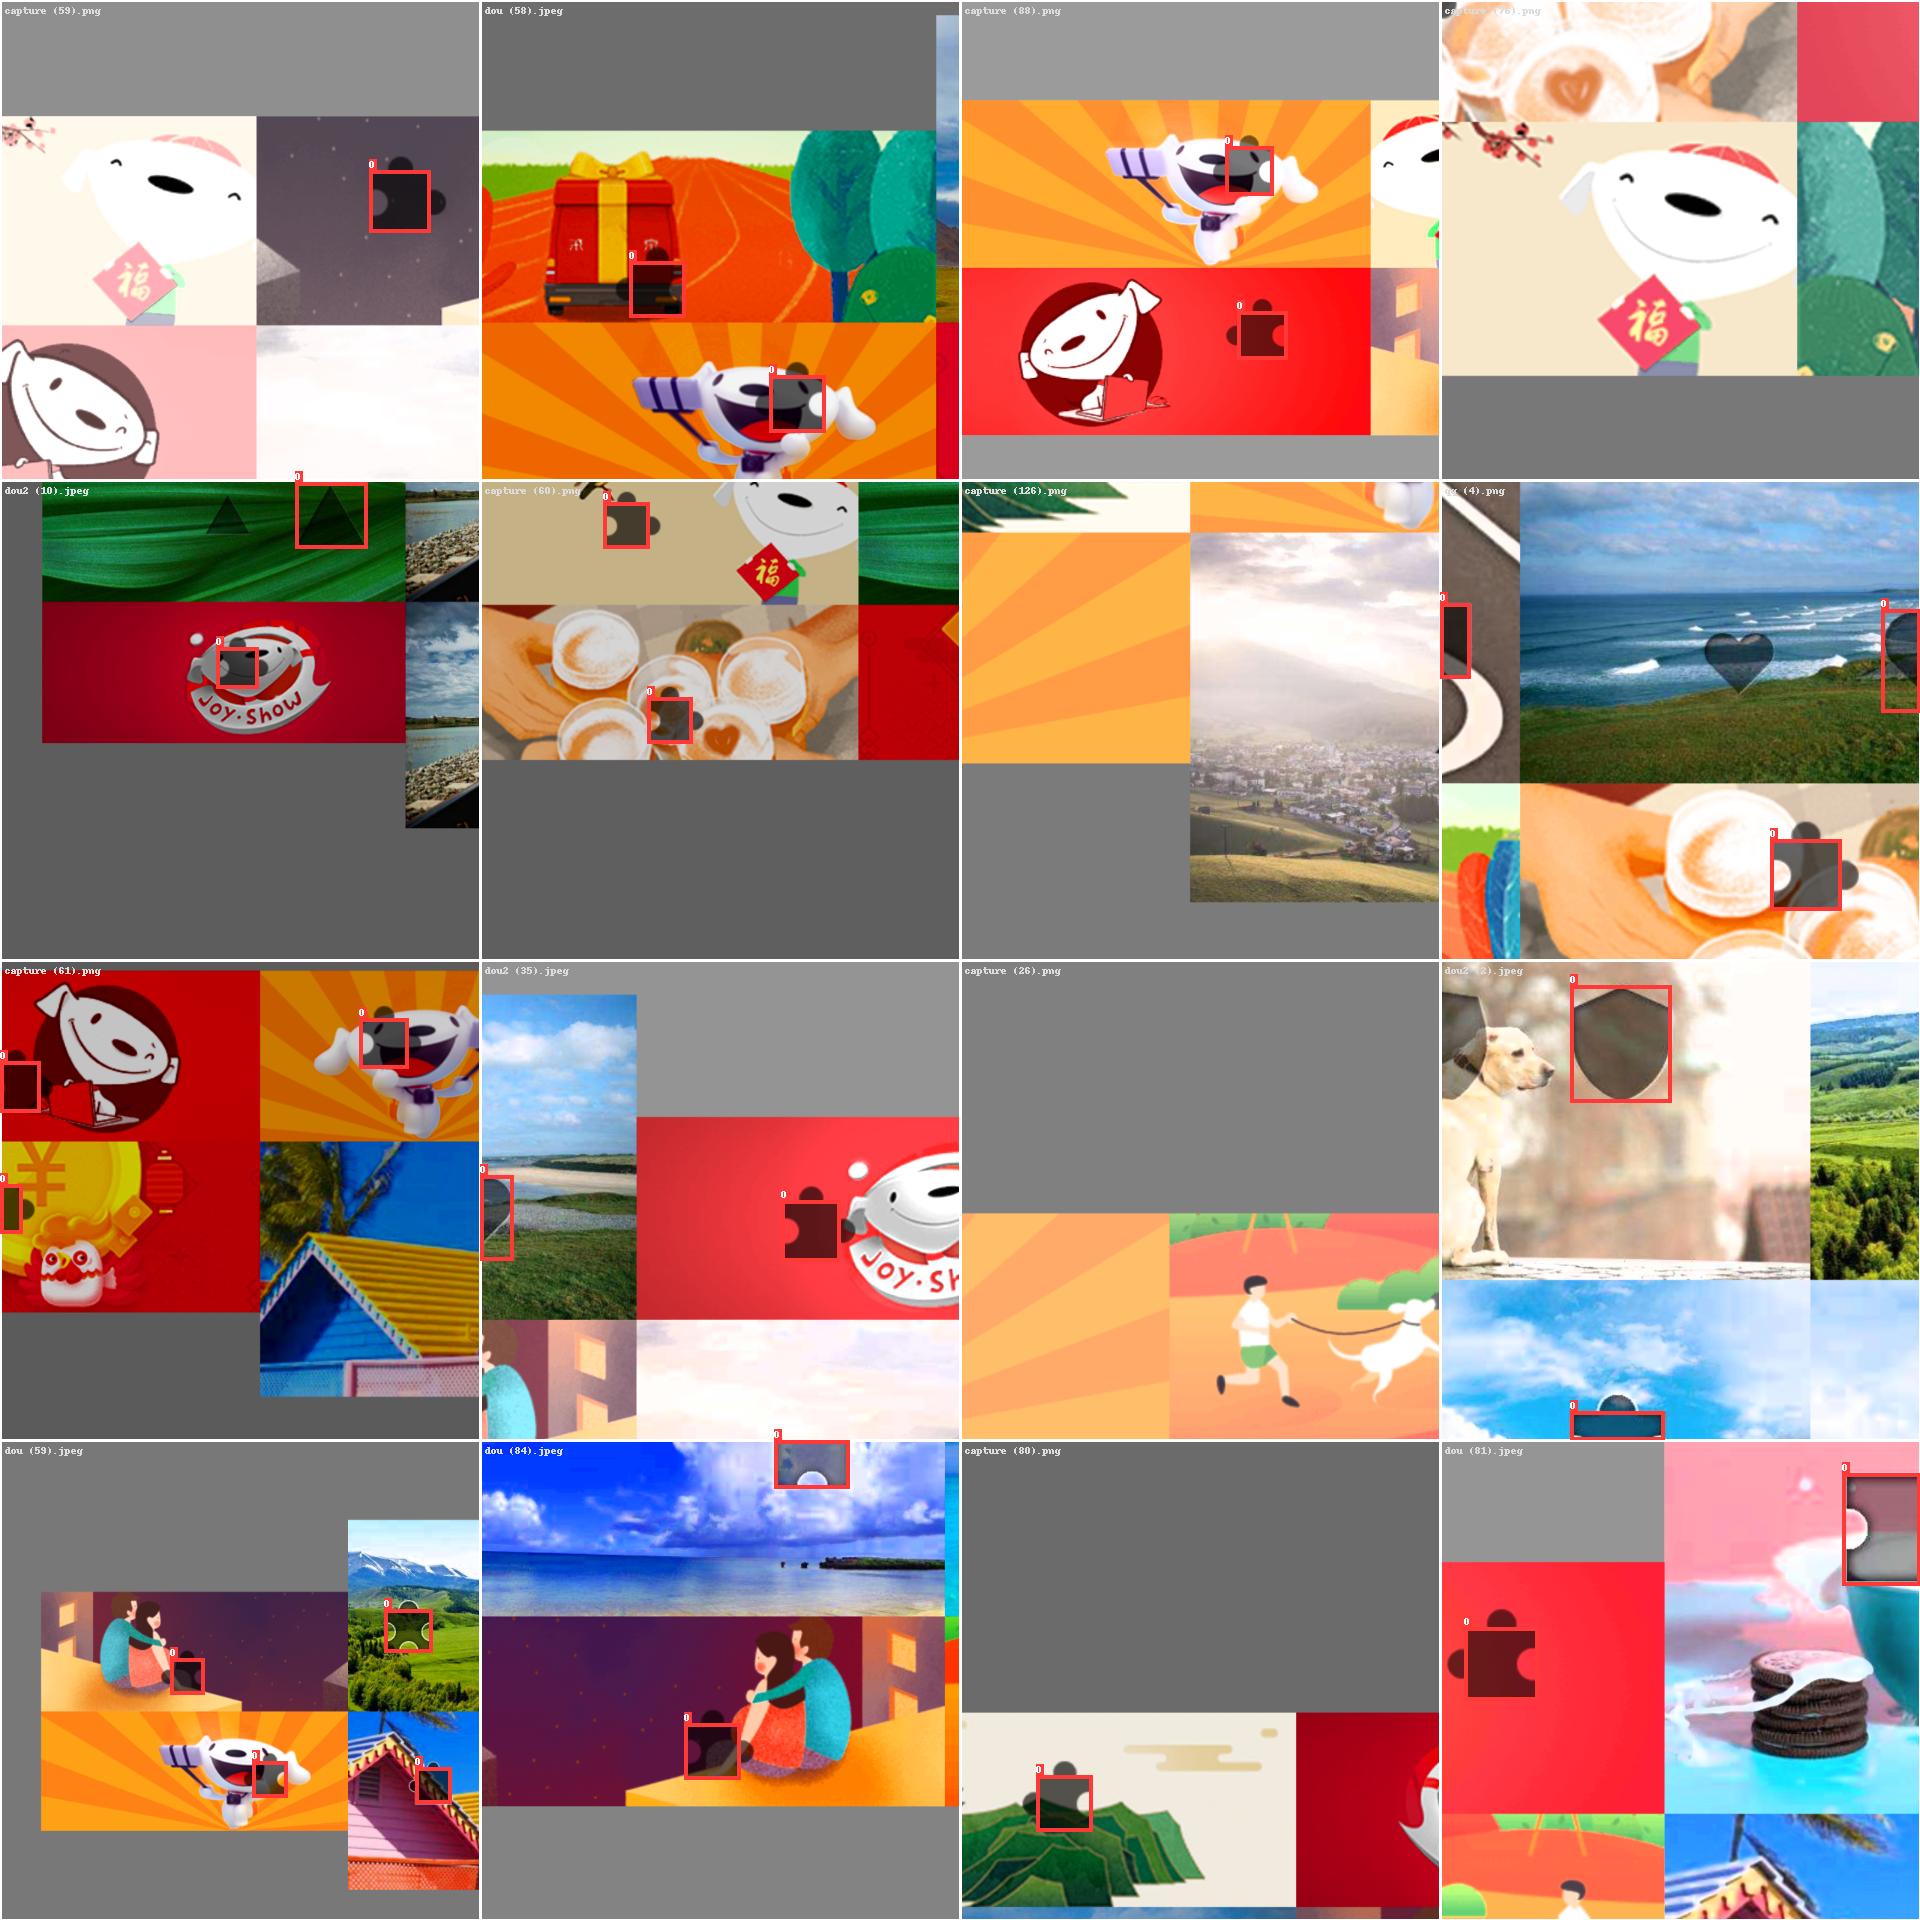 capture (59).png
dou (58).jpeg
capture (88).png
capture (76).png
0
福
0
0
0
0
0
福
dou2 (10).jpeg
capture (60).png
capture (126).png
(4).png
0
0
JOY·SHOW
0
福
0
0
0
0
capture (61).png
dou2 (35).jpeg
capture (26).png
dou2 (2).jpeg
0
0
0
¥
0
0
JOY·SH
0
0
dou (59).jpeg
dou (84).jpeg
capture (80).png
dou (81).jpeg
0
0
0
0
0
0
0
0
0